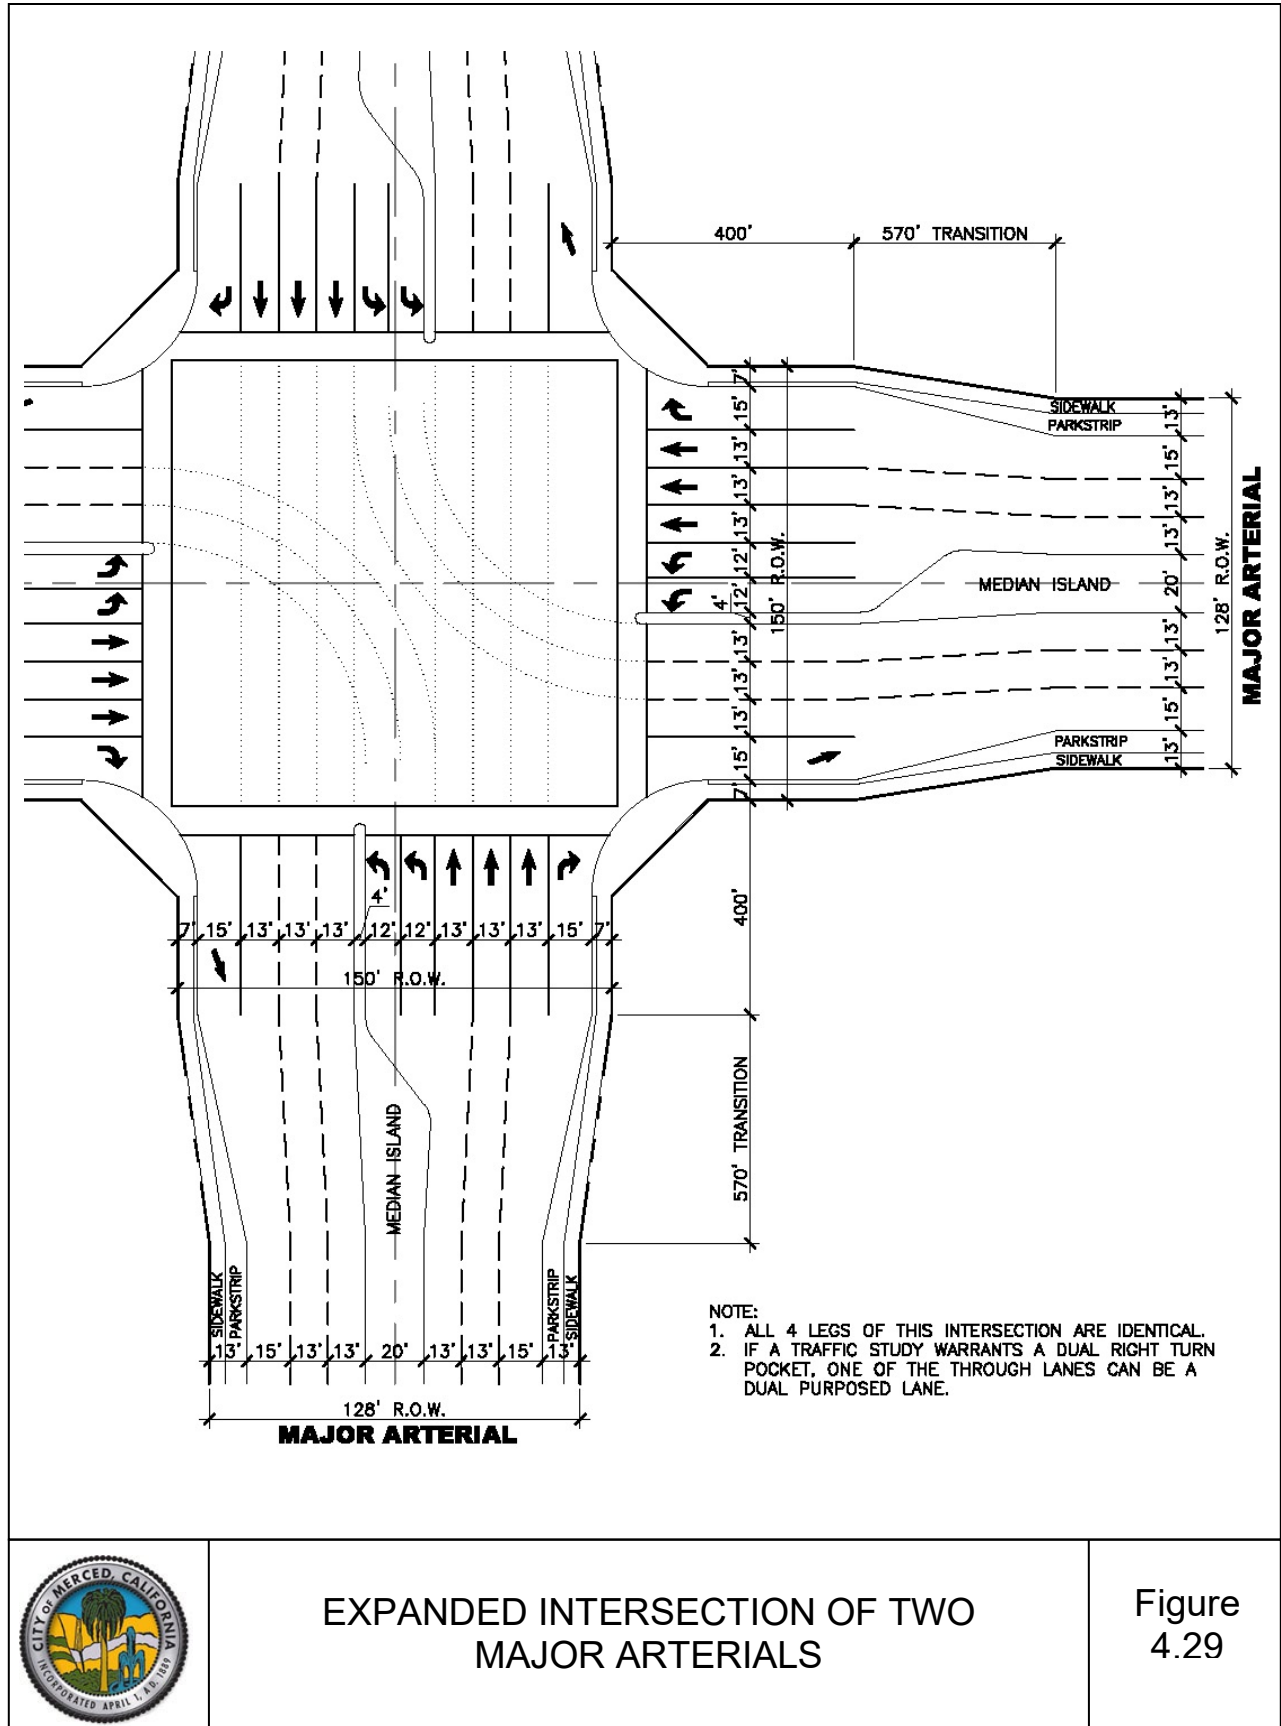 400'
570' TRANSITION
7'
15'
13'
13'
13'
12'
12'
4'
13'
13'
13'
15'
7'
150' R.O.W.
SIDEWALK
PARKSTRIP
MEDIAN ISLAND
PARKSTRIP
SIDEWALK
13'
15'
13'
13'
20'
13'
13'
15'
13'
128' R.O.W.
MAJOR ARTERIAL
4'
7' 15' 13' 13' 13' 12' 12' 13' 13' 13' 15' 7'
150' R.O.W.
400'
570' TRANSITION
MEDIAN ISLAND
SIDEWALK
PARKSTRIP
PARKSTRIP
SIDEWALK
13' 15' 13' 13' 20' 13' 13' 15' 13'
128' R.O.W.
MAJOR ARTERIAL
NOTE:
1. ALL 4 LEGS OF THIS INTERSECTION ARE IDENTICAL.
2. IF A TRAFFIC STUDY WARRANTS A DUAL RIGHT TURN
POCKET, ONE OF THE THROUGH LANES CAN BE A
DUAL PURPOSED LANE.
CITY OF MERCED, CALIFORNIA
INCORPORATED APRIL 1, A.D. 1889
EXPANDED INTERSECTION OF TWO
MAJOR ARTERIALS
Figure
4.29